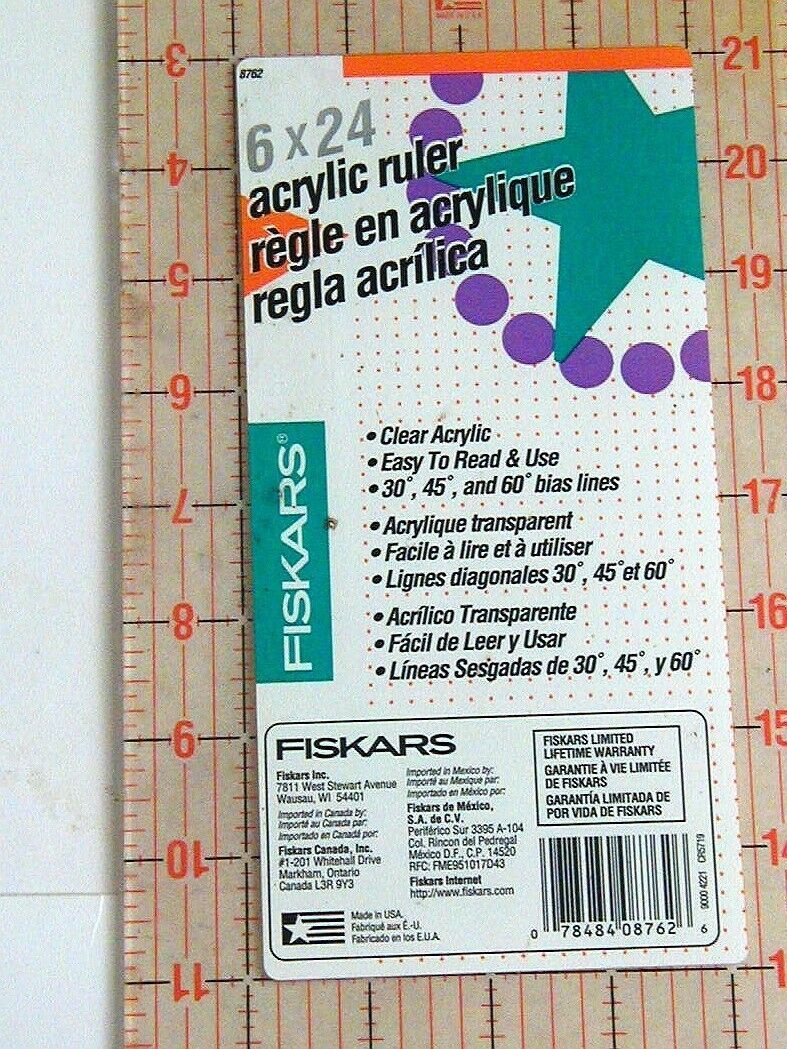 MADE IN U.S.A.
3
4
5
6
7
8
9
10
11
21
20
19
18
17
16
15
14
8762
6 x 24
acrylic ruler
règle en acrylique
regla acrílica
FISKARS®
• Clear Acrylic
• Easy To Read & Use
• 30°, 45°, and 60° bias lines
• Acrylique transparent
• Facile à lire et à utiliser
• Lignes diagonales 30°, 45° et 60°
• Acrílico Transparente
• Fácil de Leer y Usar
• Líneas Sesgadas de 30°, 45°, y 60°
FISKARS
Fiskars Inc.
7811 West Stewart Avenue
Wausau, WI 54401
Imported in Canada by:
Importé au Canada par:
Importado en Canadá por:
Fiskars Canada, Inc.
#1-201 Whitehall Drive
Markham, Ontario
Canada L3R 9Y3
Made in USA.
Fabriqué aux É.-U.
Fabricado en los E.U.A.
Imported in Mexico by:
Importé au Mexique par:
Importado en México por:
Fiskars de México,
S.A. de C.V.
Periférico Sur 3395 A-104
Col. Rincon del Pedregal
México D.F., C.P. 14520
RFC: FME951017D43
Fiskars Internet
http://www.fiskars.com
FISKARS LIMITED
LIFETIME WARRANTY
GARANTIE À VIE LIMITÉE
DE FISKARS
GARANTÍA LIMITADA DE
POR VIDA DE FISKARS
0 78484 08762 6
9000 4221 CR5719